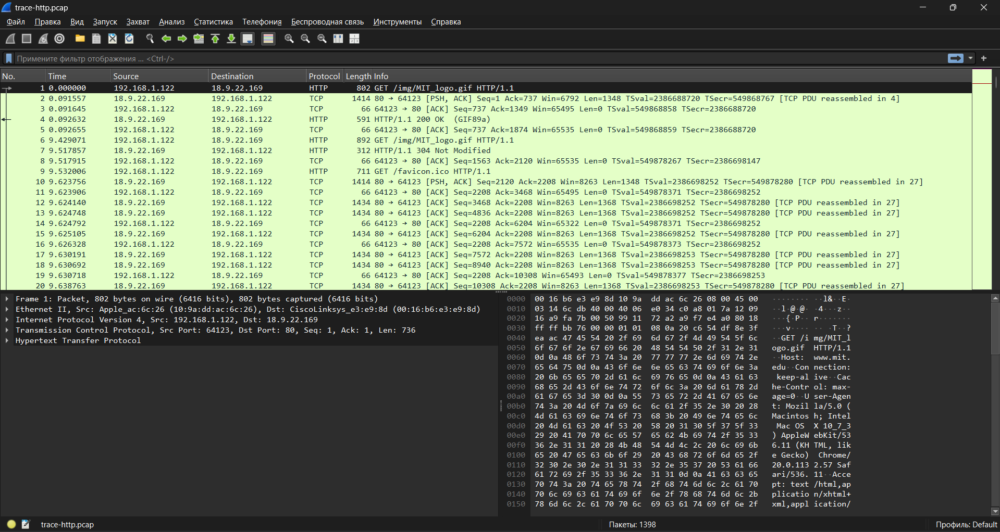 trace-http.pcap
Файл Правка Вид Запуск Захват Анализ Статистика Телефония Беспроводная связь Инструменты Справка
Примените фильтр отображения ... <Ctrl-/>
No. Time Source Destination Protocol Length Info
1 0.000000 192.168.1.122 18.9.22.169 HTTP 802 GET /img/MIT_logo.gif HTTP/1.1
2 0.091557 18.9.22.169 192.168.1.122 TCP 1414 80 → 64123 [PSH, ACK] Seq=1 Ack=737 Win=6792 Len=1348 TSval=2386688720 TSecr=549868767 [TCP PDU reassembled in 4]
3 0.091645 192.168.1.122 18.9.22.169 TCP 66 64123 → 80 [ACK] Seq=737 Ack=1349 Win=65495 Len=0 TSval=549868858 TSecr=2386688720
4 0.092632 18.9.22.169 192.168.1.122 HTTP 591 HTTP/1.1 200 OK  (GIF89a)
5 0.092655 192.168.1.122 18.9.22.169 TCP 66 64123 → 80 [ACK] Seq=737 Ack=1874 Win=65535 Len=0 TSval=549868859 TSecr=2386688720
6 9.429071 192.168.1.122 18.9.22.169 HTTP 892 GET /img/MIT_logo.gif HTTP/1.1
7 9.517857 18.9.22.169 192.168.1.122 HTTP 312 HTTP/1.1 304 Not Modified
8 9.517915 192.168.1.122 18.9.22.169 TCP 66 64123 → 80 [ACK] Seq=1563 Ack=2120 Win=65535 Len=0 TSval=549878267 TSecr=2386698147
9 9.532006 192.168.1.122 18.9.22.169 HTTP 711 GET /favicon.ico HTTP/1.1
10 9.623756 18.9.22.169 192.168.1.122 TCP 1414 80 → 64123 [PSH, ACK] Seq=2120 Ack=2208 Win=8263 Len=1348 TSval=2386698252 TSecr=549878280 [TCP PDU reassembled in 27]
11 9.623906 192.168.1.122 18.9.22.169 TCP 66 64123 → 80 [ACK] Seq=2208 Ack=3468 Win=65495 Len=0 TSval=549878371 TSecr=2386698252
12 9.624140 18.9.22.169 192.168.1.122 TCP 1434 80 → 64123 [ACK] Seq=3468 Ack=2208 Win=8263 Len=1368 TSval=2386698252 TSecr=549878280 [TCP PDU reassembled in 27]
13 9.624748 18.9.22.169 192.168.1.122 TCP 1434 80 → 64123 [ACK] Seq=4836 Ack=2208 Win=8263 Len=1368 TSval=2386698252 TSecr=549878280 [TCP PDU reassembled in 27]
14 9.624792 192.168.1.122 18.9.22.169 TCP 66 64123 → 80 [ACK] Seq=2208 Ack=6204 Win=65322 Len=0 TSval=549878371 TSecr=2386698252
15 9.625105 18.9.22.169 192.168.1.122 TCP 1434 80 → 64123 [ACK] Seq=6204 Ack=2208 Win=8263 Len=1368 TSval=2386698252 TSecr=549878280 [TCP PDU reassembled in 27]
16 9.626328 192.168.1.122 18.9.22.169 TCP 66 64123 → 80 [ACK] Seq=2208 Ack=7572 Win=65535 Len=0 TSval=549878373 TSecr=2386698252
17 9.630191 18.9.22.169 192.168.1.122 TCP 1434 80 → 64123 [ACK] Seq=7572 Ack=2208 Win=8263 Len=1368 TSval=2386698253 TSecr=549878280 [TCP PDU reassembled in 27]
18 9.630692 18.9.22.169 192.168.1.122 TCP 1434 80 → 64123 [ACK] Seq=8940 Ack=2208 Win=8263 Len=1368 TSval=2386698253 TSecr=549878280 [TCP PDU reassembled in 27]
19 9.630718 192.168.1.122 18.9.22.169 TCP 66 64123 → 80 [ACK] Seq=2208 Ack=10308 Win=65493 Len=0 TSval=549878377 TSecr=2386698253
20 9.638763 18.9.22.169 192.168.1.122 TCP 1434 80 → 64123 [ACK] Seq=10308 Ack=2208 Win=8263 Len=1368 TSval=2386698253 TSecr=549878280 [TCP PDU reassembled in 27]
Frame 1: Packet, 802 bytes on wire (6416 bits), 802 bytes captured (6416 bits)
Ethernet II, Src: Apple_ac:6c:26 (10:9a:dd:ac:6c:26), Dst: CiscoLinksys_e3:e9:8d (00:16:b6:e3:e9:8d)
Internet Protocol Version 4, Src: 192.168.1.122, Dst: 18.9.22.169
Transmission Control Protocol, Src Port: 64123, Dst Port: 80, Seq: 1, Ack: 1, Len: 736
Hypertext Transfer Protocol
0000 00 16 b6 e3 e9 8d 10 9a dd ac 6c 26 08 00 45 00 ········ ··l&··E·
0010 03 14 6c db 40 00 40 06 e0 34 c0 a8 01 7a 12 09 ··l·@·@· ·4···z··
0020 16 a9 fa 7b 00 50 99 11 72 a2 a9 f7 e4 a0 80 18 ···{·P·· r·······
0030 ff ff bb 76 00 00 01 01 08 0a 20 c6 54 df 8e 3f ···v···· ·· ·T··?
0040 ea ac 47 45 54 20 2f 69 6d 67 2f 4d 49 54 5f 6c ··GET /i mg/MIT_l
0050 6f 67 6f 2e 67 69 66 20 48 54 54 50 2f 31 2e 31 ogo.gif HTTP/1.1
0060 0d 0a 48 6f 73 74 3a 20 77 77 77 2e 6d 69 74 2e ··Host: www.mit.
0070 65 64 75 0d 0a 43 6f 6e 6e 65 63 74 69 6f 6e 3a edu··Con nection:
0080 20 6b 65 65 70 2d 61 6c 69 76 65 0d 0a 43 61 63 keep-al ive··Cac
0090 68 65 2d 43 6f 6e 74 72 6f 6c 3a 20 6d 61 78 2d he-Contr ol: max-
00a0 61 67 65 3d 30 0d 0a 55 73 65 72 2d 41 67 65 6e age=0··U ser-Agen
00b0 74 3a 20 4d 6f 7a 69 6c 6c 61 2f 35 2e 30 20 28 t: Mozil la/5.0 (
00c0 4d 61 63 69 6e 74 6f 73 68 3b 20 49 6e 74 65 6c Macintos h; Intel
00d0 20 4d 61 63 20 4f 53 20 58 20 31 30 5f 37 5f 33 Mac OS X 10_7_3
00e0 29 20 41 70 70 6c 65 57 65 62 4b 69 74 2f 35 33 ) AppleW ebKit/53
00f0 36 2e 31 31 20 28 4b 48 54 4d 4c 2c 20 6c 69 6b 6.11 (KH TML, lik
0100 65 20 47 65 63 6b 6f 29 20 43 68 72 6f 6d 65 2f e Gecko) Chrome/
0110 32 30 2e 30 2e 31 31 33 32 2e 35 37 20 53 61 66 20.0.113 2.57 Saf
0120 61 72 69 2f 35 33 36 2e 31 31 0d 0a 41 63 63 65 ari/536. 11··Acce
0130 70 74 3a 20 74 65 78 74 2f 68 74 6d 6c 2c 61 70 pt: text /html,ap
0140 70 6c 69 63 61 74 69 6f 6e 2f 78 68 74 6d 6c 2b plicatio n/xhtml+
0150 78 6d 6c 2c 61 70 70 6c 69 63 61 74 69 6f 6e 2f xml,appl ication/
trace-http.pcap Пакеты: 1398 Профиль: Default